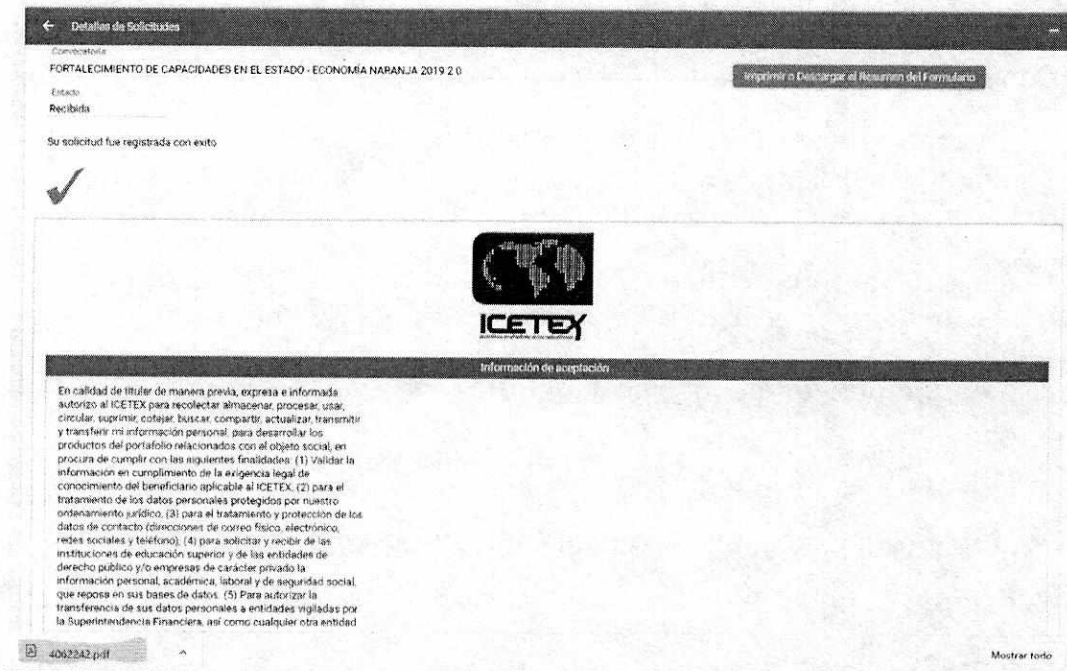 Detalles de Solicitudes
Convocatoria
FORTALECIMIENTO DE CAPACIDADES EN EL ESTADO - ECONOMÍA NARANJA 2019 2.0
Imprimir o Descargar el Resumen del Formulario
Estado
Recibida
Su solicitud fue registrada con exito
ICETEX
Información de aceptación
En calidad de titular de manera previa, expresa e informada
autorizo al ICETEX para recolectar almacenar, procesar, usar,
circular, suprimir, cotejar, buscar, compartir, actualizar, transmitir
y transferir mi información personal, para desarrollar los
productos del portafolio relacionados con el objeto social, en
procura de cumplir con las siguientes finalidades: (1) Validar la
información en cumplimiento de la exigencia legal de
conocimiento del beneficiario aplicable al ICETEX, (2) para el
tratamiento de los datos personales protegidos por nuestro
ordenamiento jurídico, (3) para el tratamiento y protección de los
datos de contacto (direcciones de correo físico, electrónico,
redes sociales y teléfono), (4) para solicitar y recibir de las
instituciones de educación superior y de las entidades de
derecho público y/o empresas de carácter privado la
información personal, académica, laboral y de seguridad social,
que reposa en sus bases de datos. (5) Para autorizar la
transferencia de sus datos personales a entidades vigiladas por
la Superintendencia Financiera, así como cualquier otra entidad
4062242.pdf
Mostrar todo